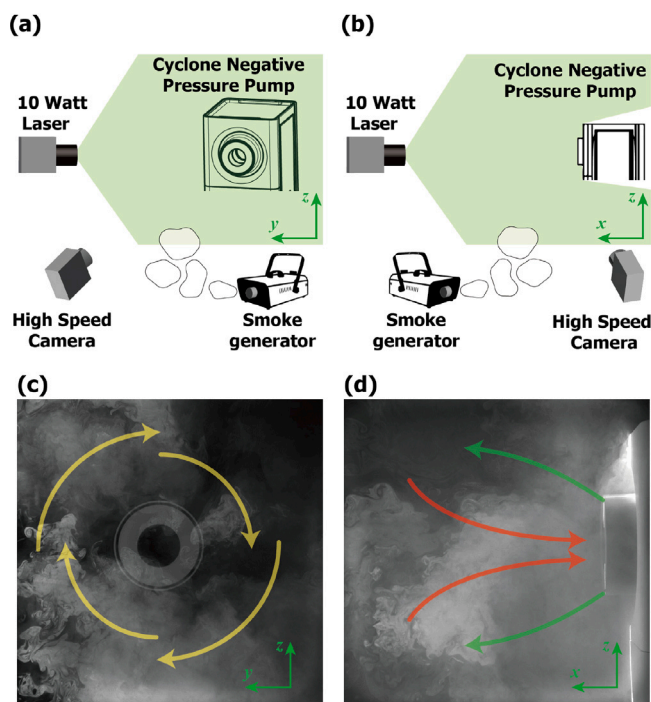 (a)
Cyclone Negative
Pressure Pump
10 Watt
Laser
z
y
High Speed
Camera
Smoke
generator
(b)
Cyclone Negative
Pressure Pump
10 Watt
Laser
z
x
Smoke
generator
High Speed
Camera
(c)
z
y
(d)
z
x